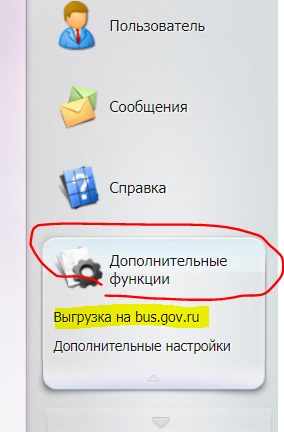 Пользователь
Сообщения
Справка
Дополнительные
функции
Выгрузка на bus.gov.ru
Дополнительные настройки